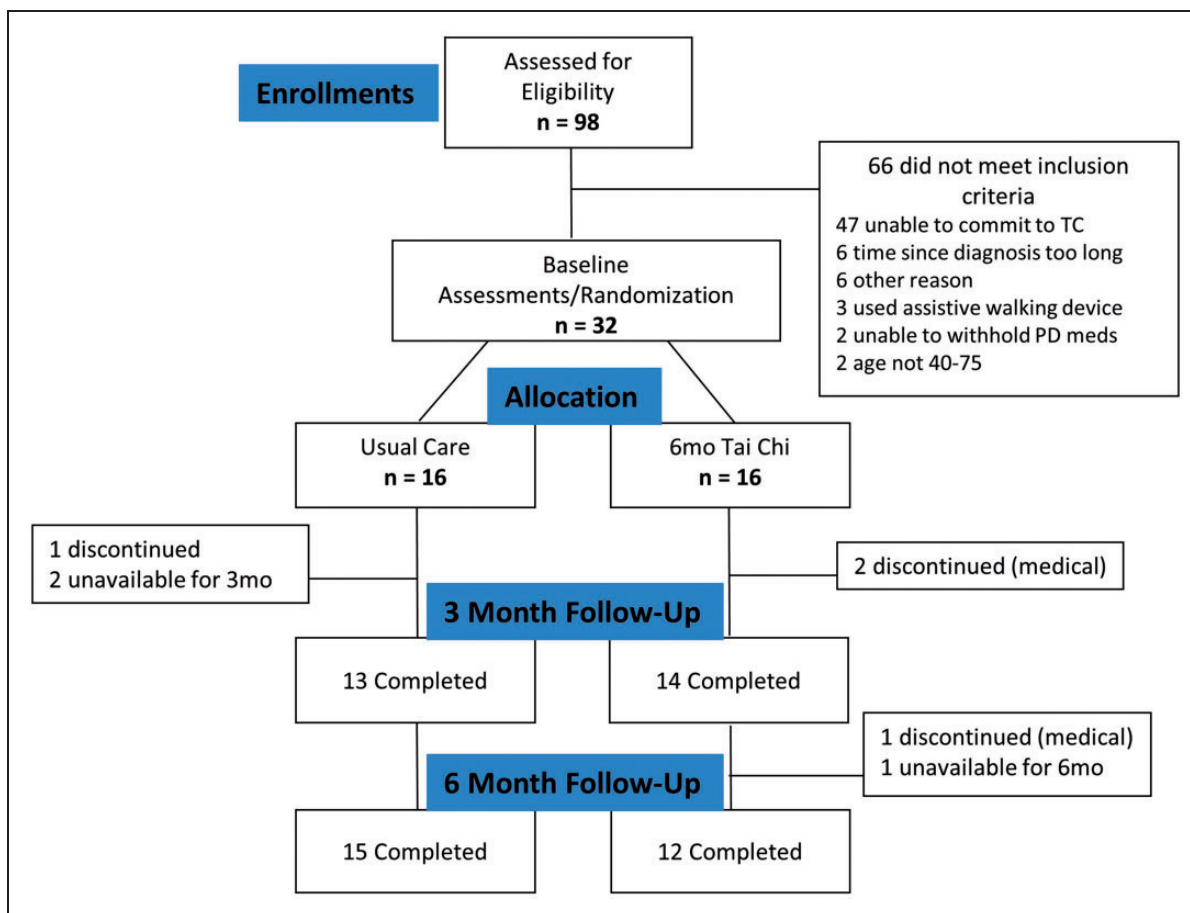 Enrollments
Assessed for
Eligibility
n = 98
66 did not meet inclusion
criteria
47 unable to commit to TC
6 time since diagnosis too long
6 other reason
3 used assistive walking device
2 unable to withhold PD meds
2 age not 40-75
Baseline
Assessments/Randomization
n = 32
Allocation
Usual Care
n = 16
6mo Tai Chi
n = 16
1 discontinued
2 unavailable for 3mo
2 discontinued (medical)
3 Month Follow-Up
13 Completed
14 Completed
1 discontinued (medical)
1 unavailable for 6mo
6 Month Follow-Up
15 Completed
12 Completed